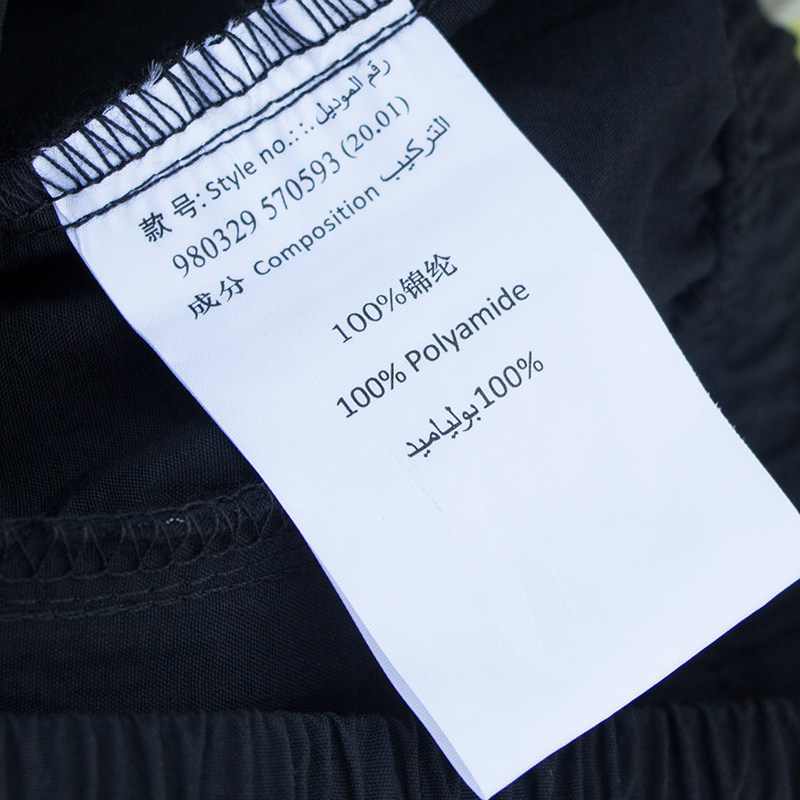 款 号: Style no.: :. رقم الموديل
980329 570593 (20.01)
成分 Composition التركيب
100%锦纶
100% Polyamide
100% بولياميد